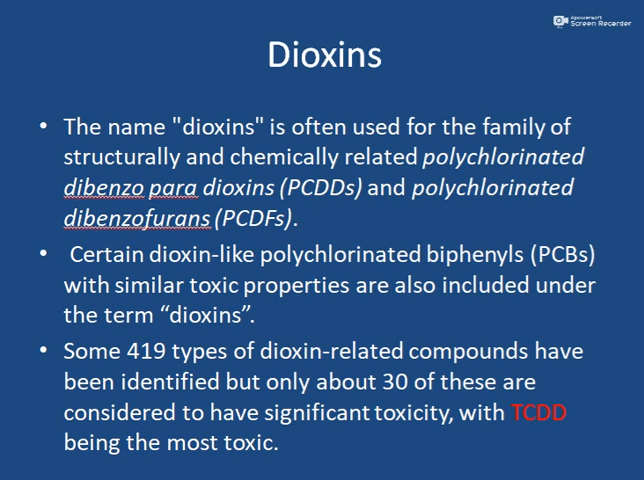 Apowersoft
Screen Recorder
Dioxins
• The name "dioxins" is often used for the family of
structurally and chemically related polychlorinated
dibenzo para dioxins (PCDDs) and polychlorinated
dibenzofurans (PCDFs).
• Certain dioxin-like polychlorinated biphenyls (PCBs)
with similar toxic properties are also included under
the term “dioxins”.
• Some 419 types of dioxin-related compounds have
been identified but only about 30 of these are
considered to have significant toxicity, with TCDD
being the most toxic.